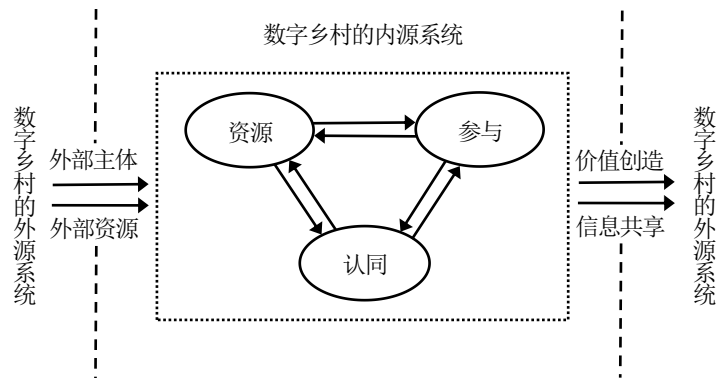 数字乡村的内源系统
数字乡村的外源系统
外部主体
外部资源
资源
参与
认同
价值创造
信息共享
数字乡村的外源系统